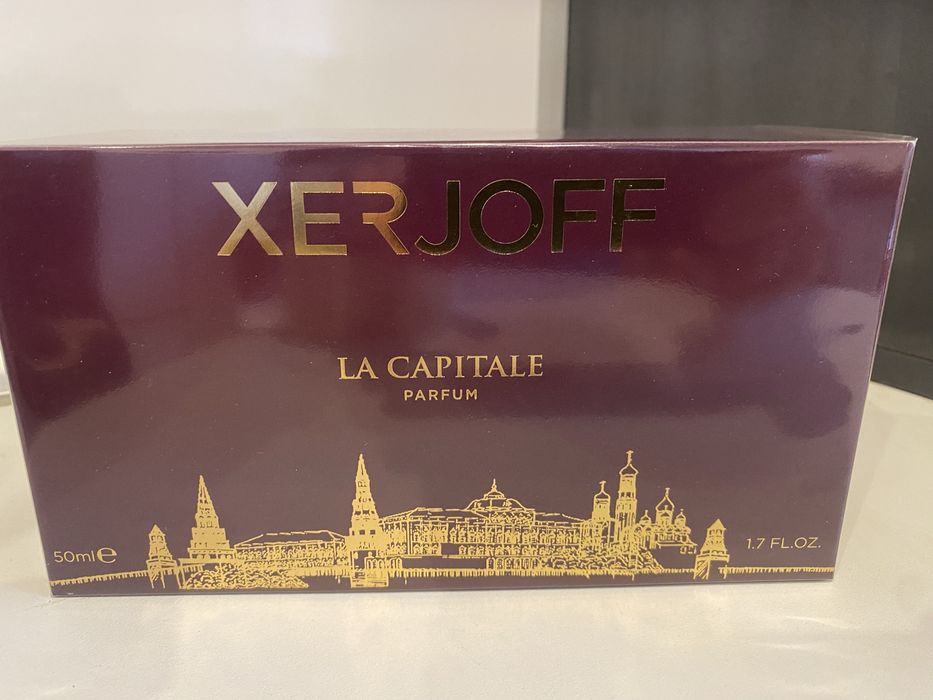 XERJOFF
LA CAPITALE
PARFUM
50ml℮
1.7 FL.OZ.